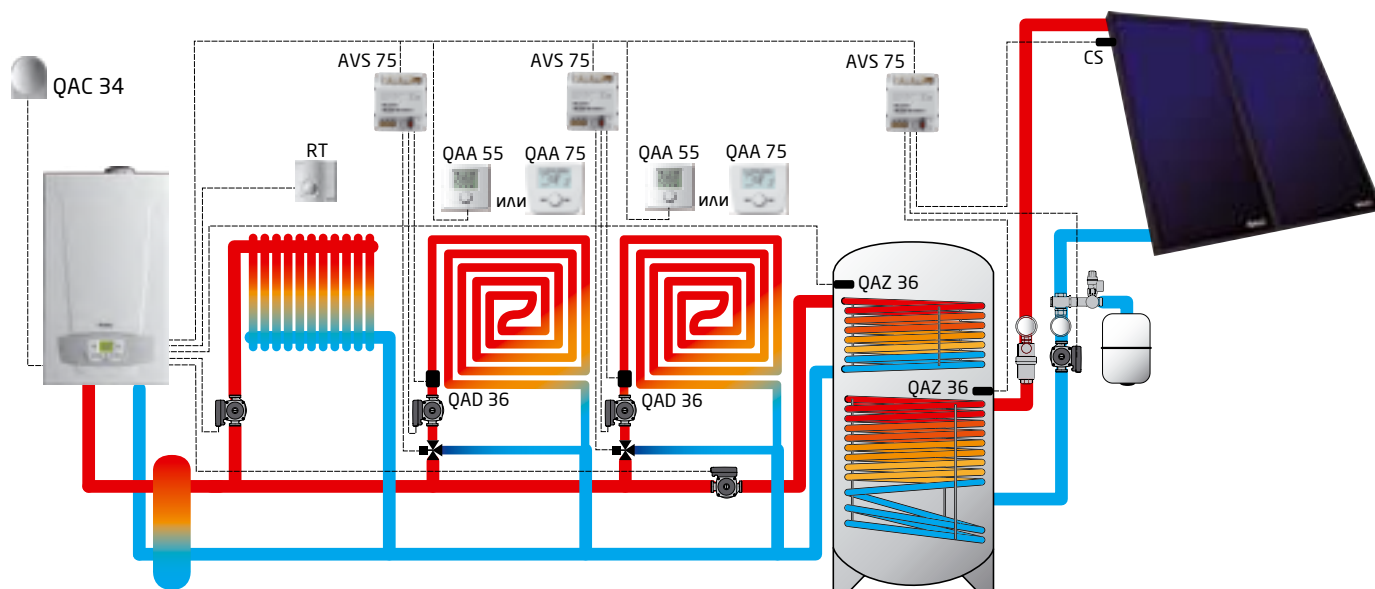 AVS 75
AVS 75
AVS 75
CS
QAC 34
RT
QAA 55
или
QAA 75
QAA 55
или
QAA 75
QAZ 36
QAD 36
QAD 36
QAZ 36